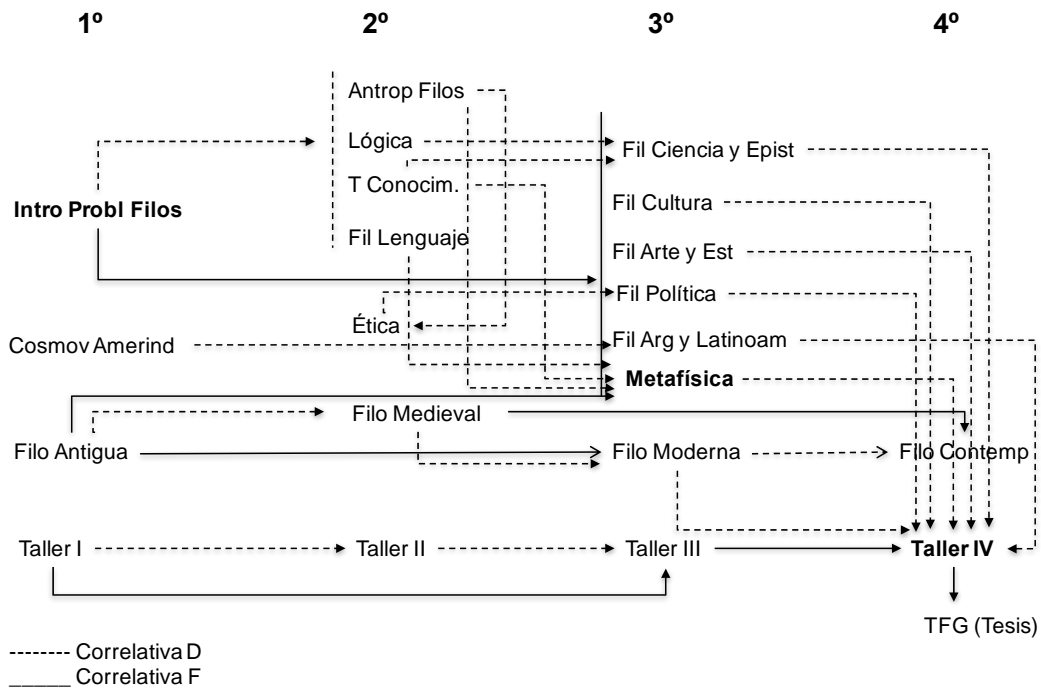 1º 2º 3º 4º
Antrop Filos
Lógica
Fil Ciencia y Epist
T Conocim.
Intro Probl Filos
Fil Cultura
Fil Lenguaje
Fil Arte y Est
Fil Política
Ética
Cosmov Amerind
Fil Arg y Latinoam
Metafísica
Filo Medieval
Filo Antigua
Filo Moderna
Filo Contemp
Taller I
Taller II
Taller III
Taller IV
TFG (Tesis)
-------- Correlativa D
_____ Correlativa F